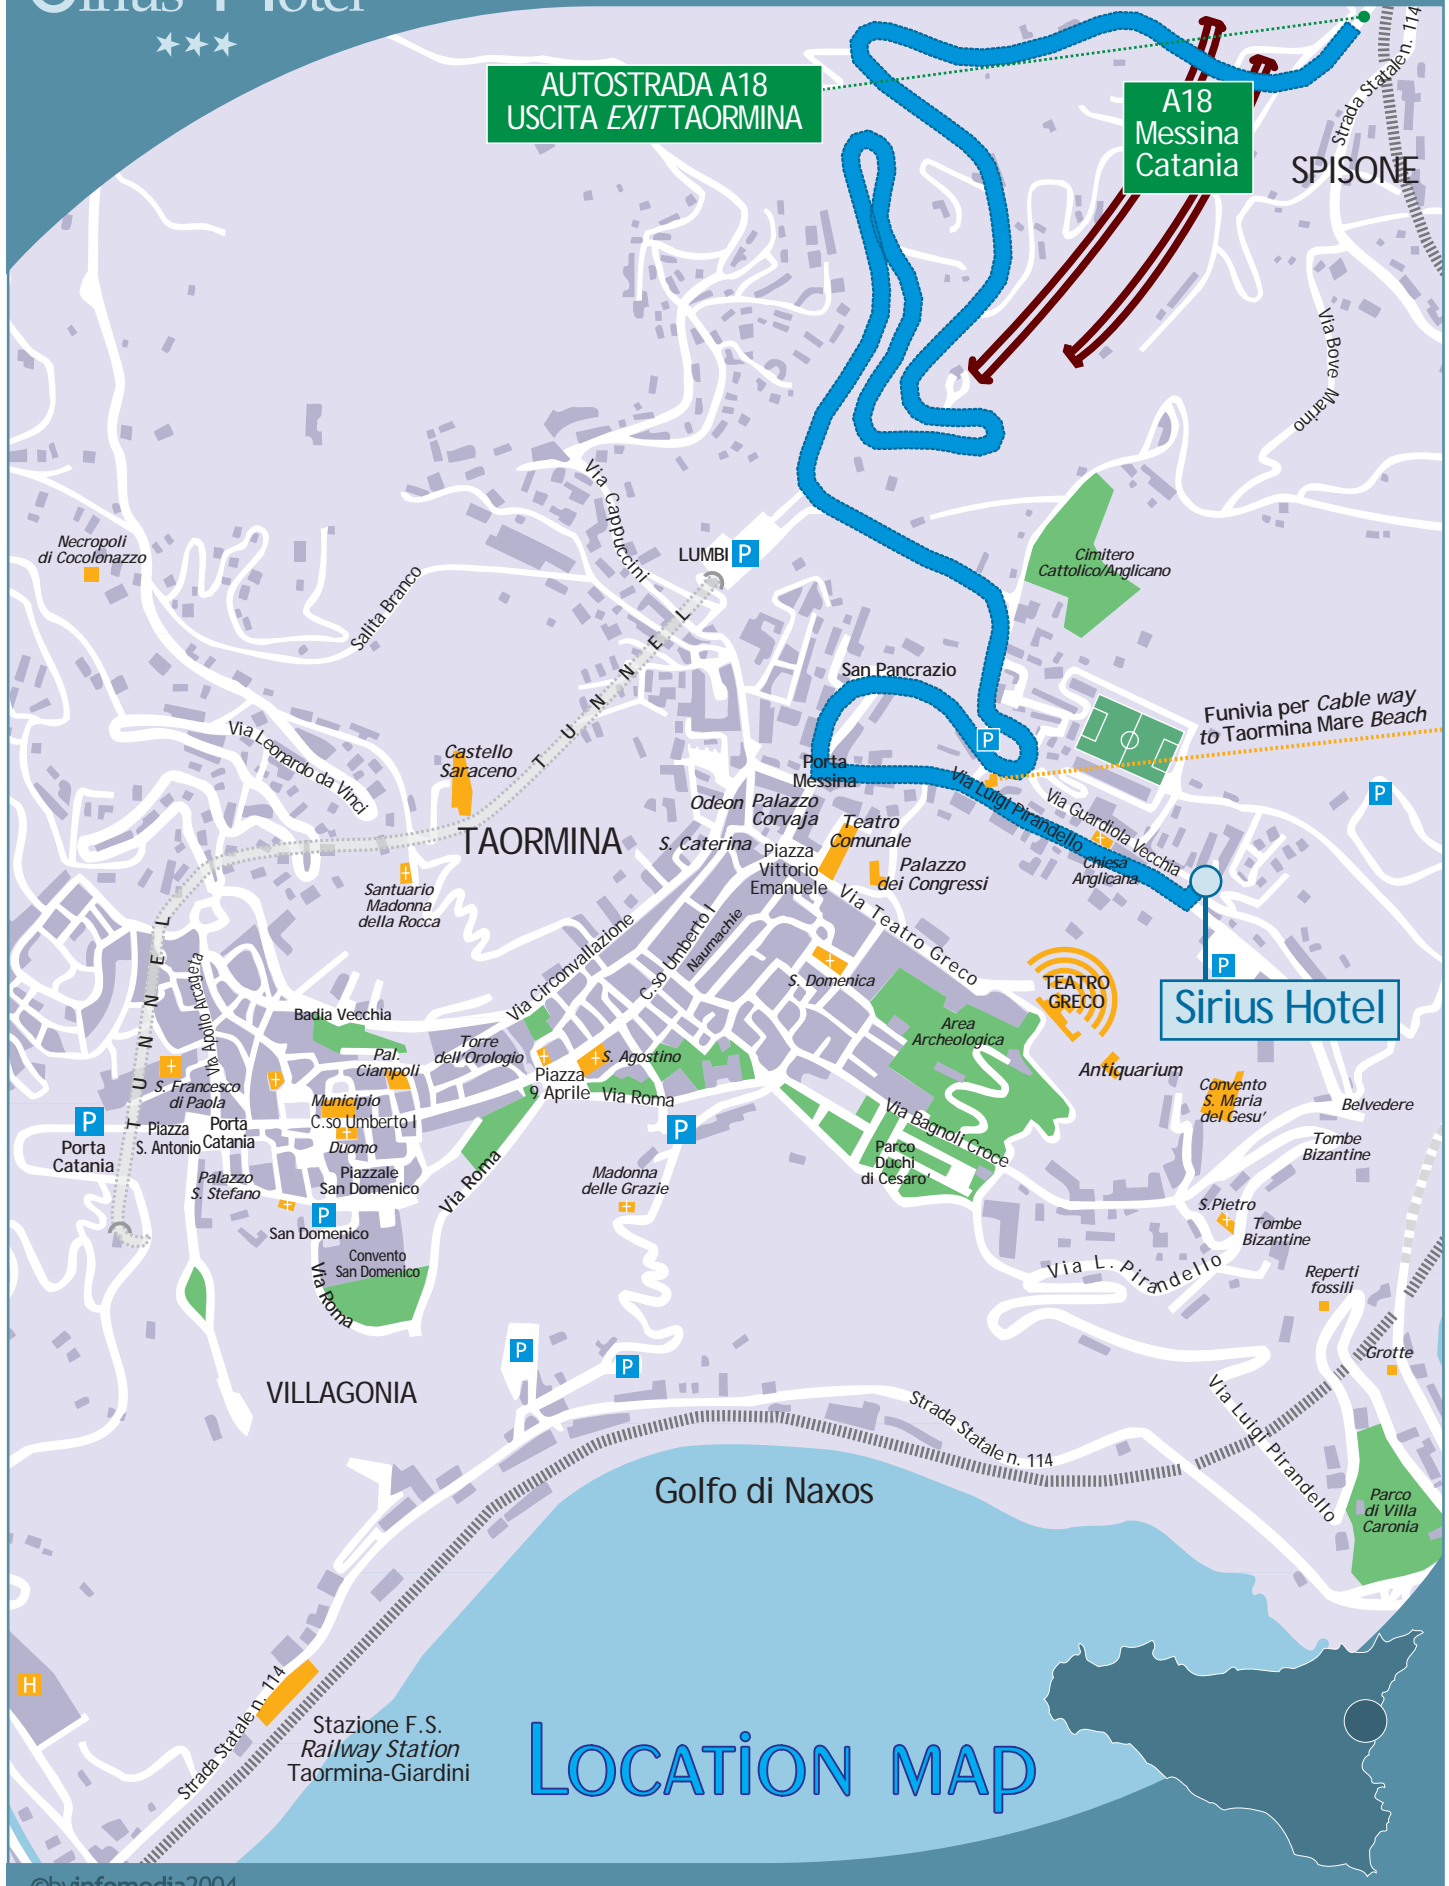 Sirius Hotel
AUTOSTRADA A18
USCITA EXIT TAORMINA
A18
Messina
Catania
Strada Statale n. 114
SPISONE
Via Bove Marino
Via Cappuccini
Necropoli
di Cocolonazzo
LUMBI P
Cimitero
Cattolico/Anglicano
Salita Branco
TUNNEL
San Pancrazio
Funivia per Cable way
to Taormina Mare Beach
P
Via Leonardo da Vinci
Castello
Saraceno
Porta
Messina
P
Via Luigi Pirandello
Via Guardiola Vecchia
Odeon
Palazzo
Corvaja
Teatro
Comunale
TAORMINA
S. Caterina
Piazza
Vittorio
Emanuele
Palazzo
dei Congressi
Chiesa
Anglicana
Santuario
Madonna
della Rocca
Via Teatro Greco
Via Circonvallazione
C.so Umberto I
Naumachie
TUNNEL
Via Apollo Arcageta
S. Domenica
TEATRO
GRECO
P
Sirius Hotel
Badia Vecchia
Area
Archeologica
Torre
dell'Orologio
Pal.
Ciampoli
S. Agostino
Antiquarium
S. Francesco
di Paola
Piazza
9 Aprile
Via Roma
Convento
S. Maria
del Gesu'
Belvedere
Municipio
C.so Umberto I
P
Porta
Catania
Piazza
S. Antonio
Porta
Catania
Duomo
P
Via Bagnoli Croce
Parco
Duchi
di Cesaro'
Tombe
Bizantine
Palazzo
S. Stefano
Piazzale
San Domenico
Via Roma
Madonna
delle Grazie
P
San Domenico
S.Pietro
Tombe
Bizantine
Convento
San Domenico
Via Roma
Via L. Pirandello
Reperti
fossili
Grotte
P
P
VILLAGONIA
Strada Statale n. 114
Via Luigi Pirandello
Golfo di Naxos
Parco
di Villa
Caronia
H
Strada Statale n. 114
Stazione F.S.
Railway Station
Taormina-Giardini
LOCATION MAP
©byinfomedia2004